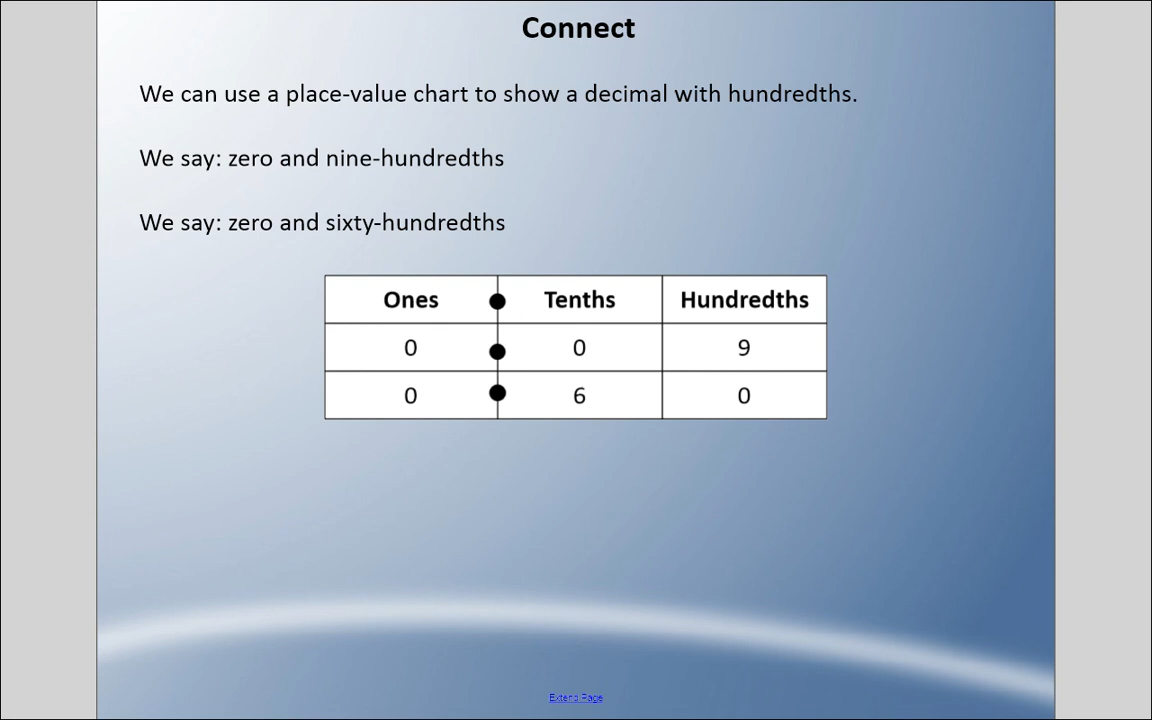 Connect
We can use a place-value chart to show a decimal with hundredths.
We say: zero and nine-hundredths
We say: zero and sixty-hundredths
Ones Tenths Hundredths
0 0 9
0 6 0
Extend Page